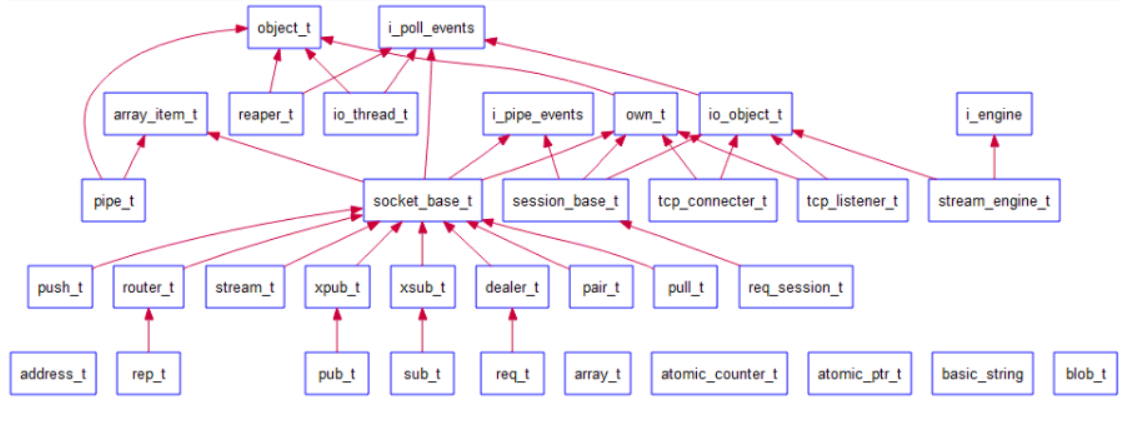 object_t i_poll_events
array_item_t reaper_t io_thread_t i_pipe_events own_t io_object_t i_engine
pipe_t socket_base_t session_base_t tcp_connecter_t tcp_listener_t stream_engine_t
push_t router_t stream_t xpub_t xsub_t dealer_t pair_t pull_t req_session_t
address_t rep_t pub_t sub_t req_t array_t atomic_counter_t atomic_ptr_t basic_string blob_t